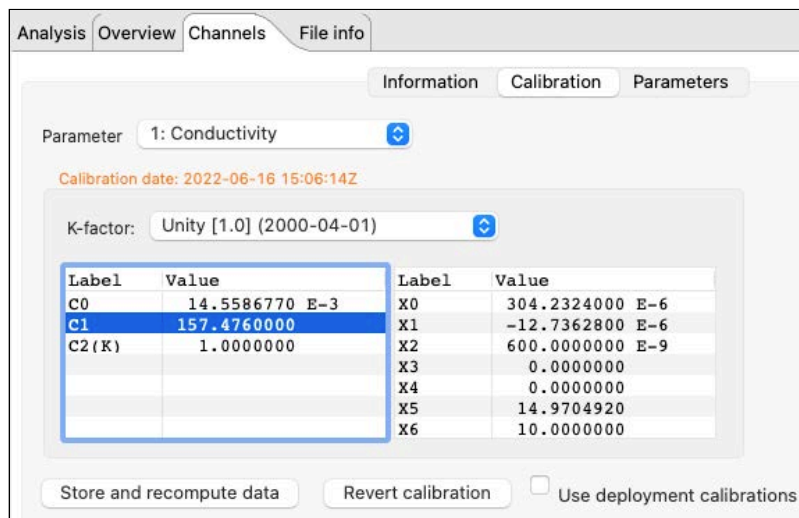 Analysis Overview Channels File info
Information Calibration Parameters
Parameter 1: Conductivity
Calibration date: 2022-06-16 15:06:14Z
K-factor: Unity [1.0] (2000-04-01)
Label Value Label Value
C0 14.5586770 E-3 X0 304.2324000 E-6
C1 157.4760000 X1 -12.7362800 E-6
C2(K) 1.0000000 X2 600.0000000 E-9
X3 0.0000000
X4 0.0000000
X5 14.9704920
X6 10.0000000
Store and recompute data Revert calibration Use deployment calibrations